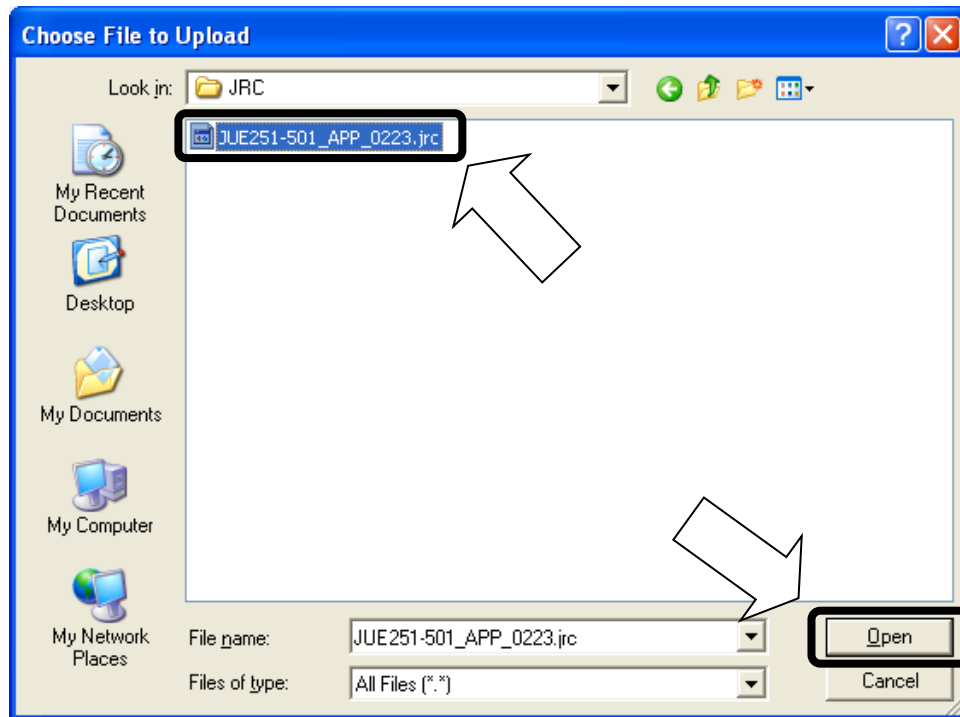 Choose File to Upload
Look in: JRC
JUE251-501_APP_0223.jrc
My Recent
Documents
Desktop
My Documents
My Computer
My Network
Places
File name: JUE251-501_APP_0223.jrc Open
Files of type: All Files (*.*) Cancel